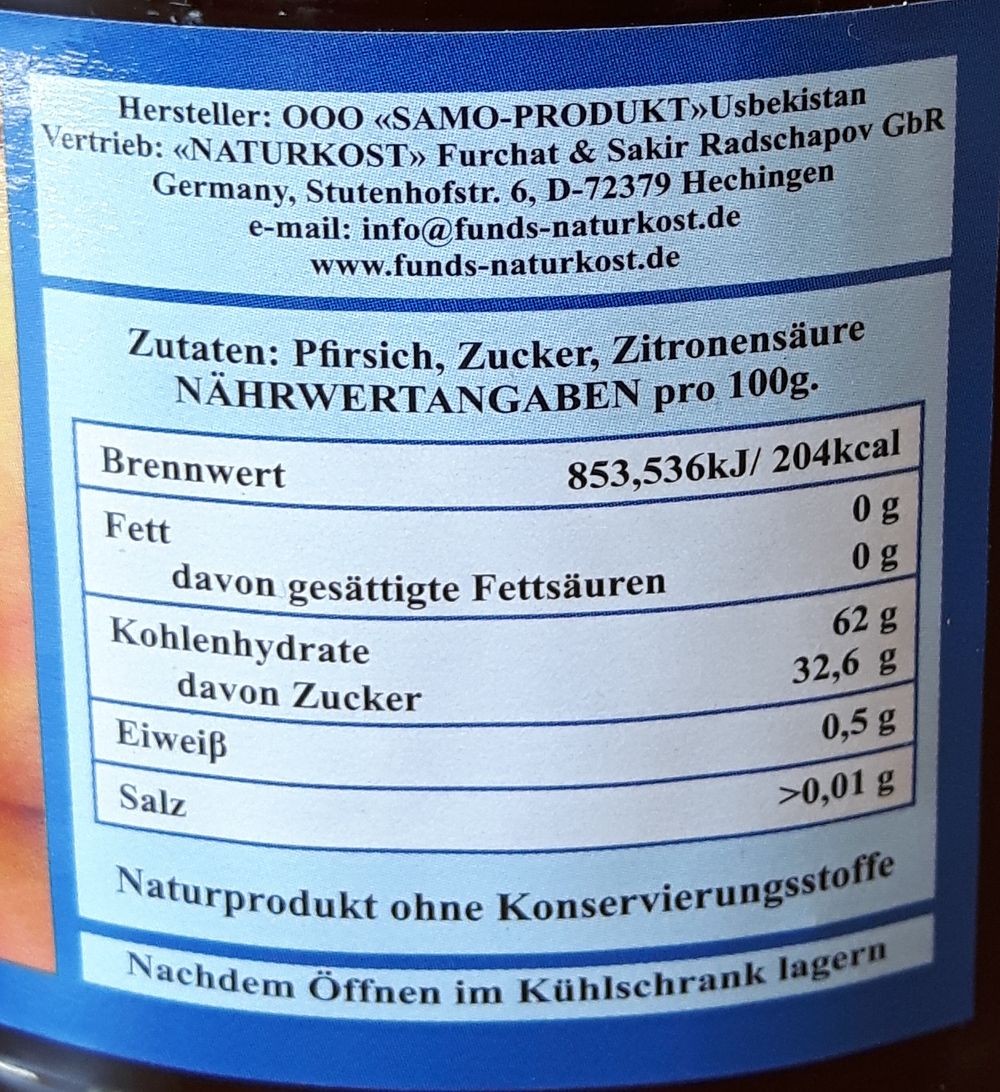 Hersteller: ООО «SAMO-PRODUKT»Usbekistan
Vertrieb: «NATURKOST» Furchat & Sakir Radschapov GbR
Germany, Stutenhofstr. 6, D-72379 Hechingen
e-mail: info@funds-naturkost.de
www.funds-naturkost.de
Zutaten: Pfirsich, Zucker, Zitronensäure
NÄHRWERTANGABEN pro 100g.
Brennwert 853,536kJ/ 204kcal
Fett 0 g
davon gesättigte Fettsäuren 0 g
Kohlenhydrate 62 g
davon Zucker 32,6 g
Eiweiß 0,5 g
Salz >0,01 g
Naturprodukt ohne Konservierungsstoffe
Nachdem Öffnen im Kühlschrank lagern